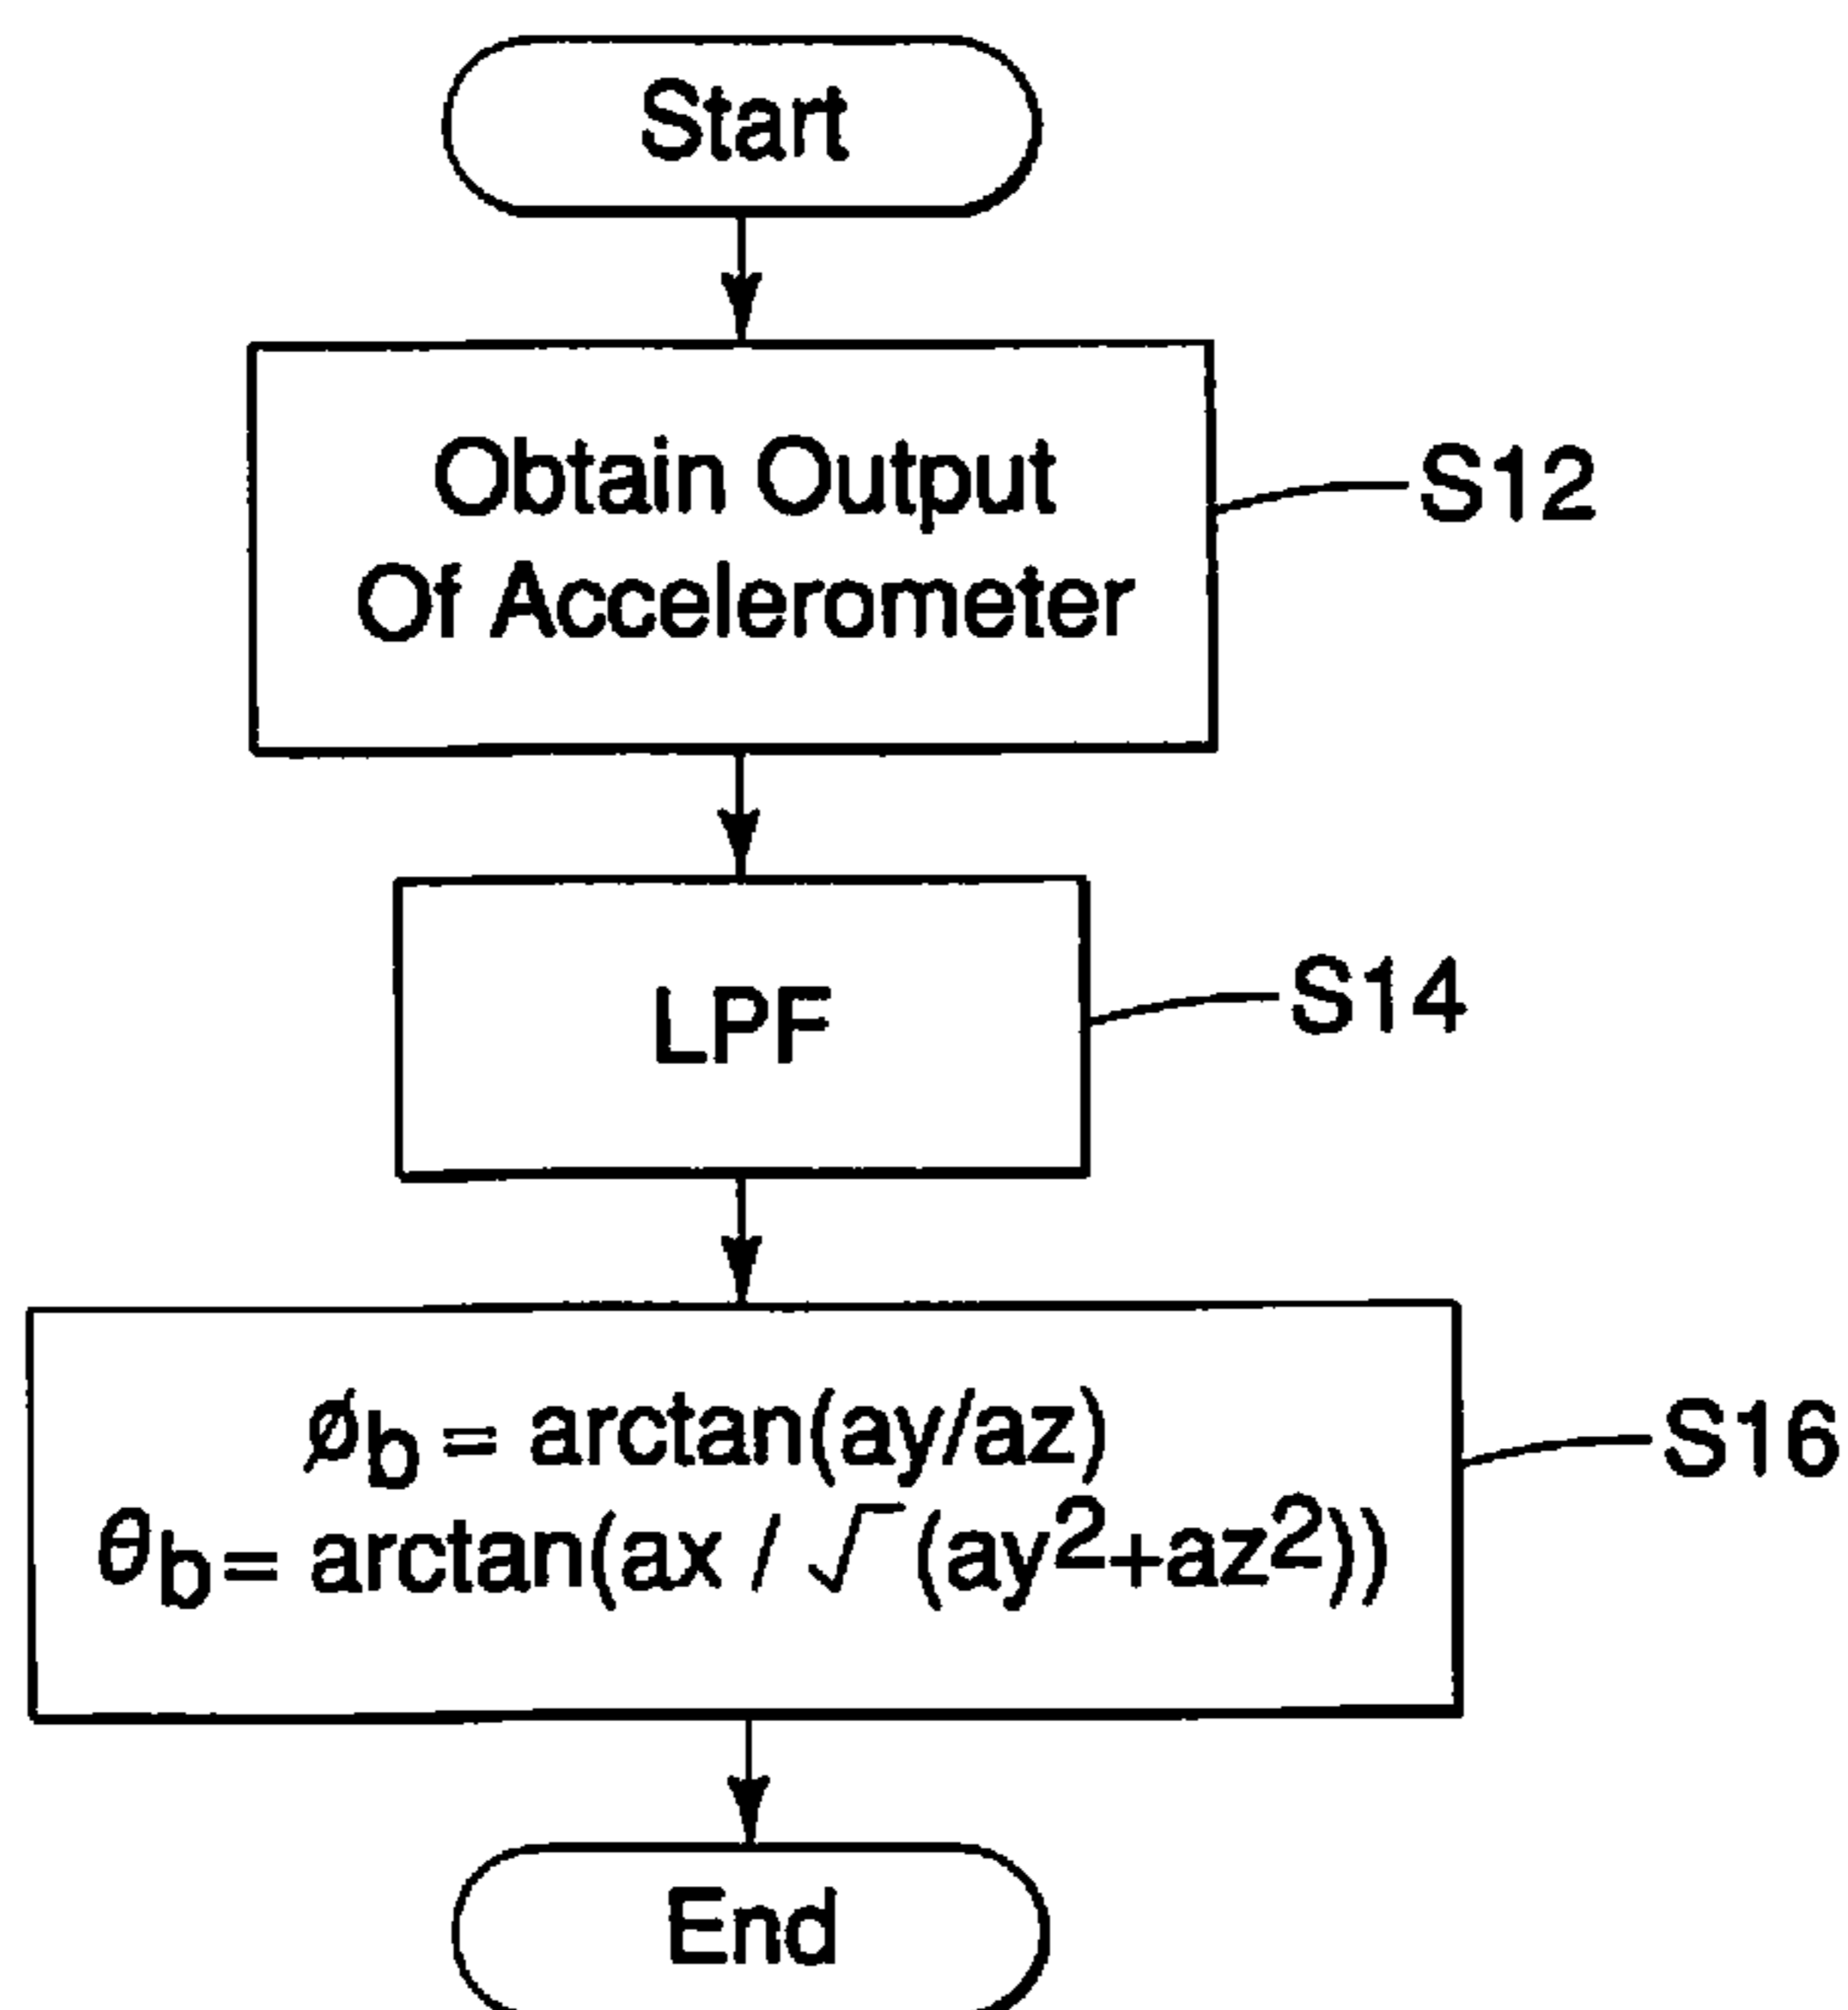 Start
Obtain Output
Of Accelerometer
S12
LPF
S14
øb = arctan(ay/az)
θb= arctan(ax / √ (ay²+az²))
S16
End